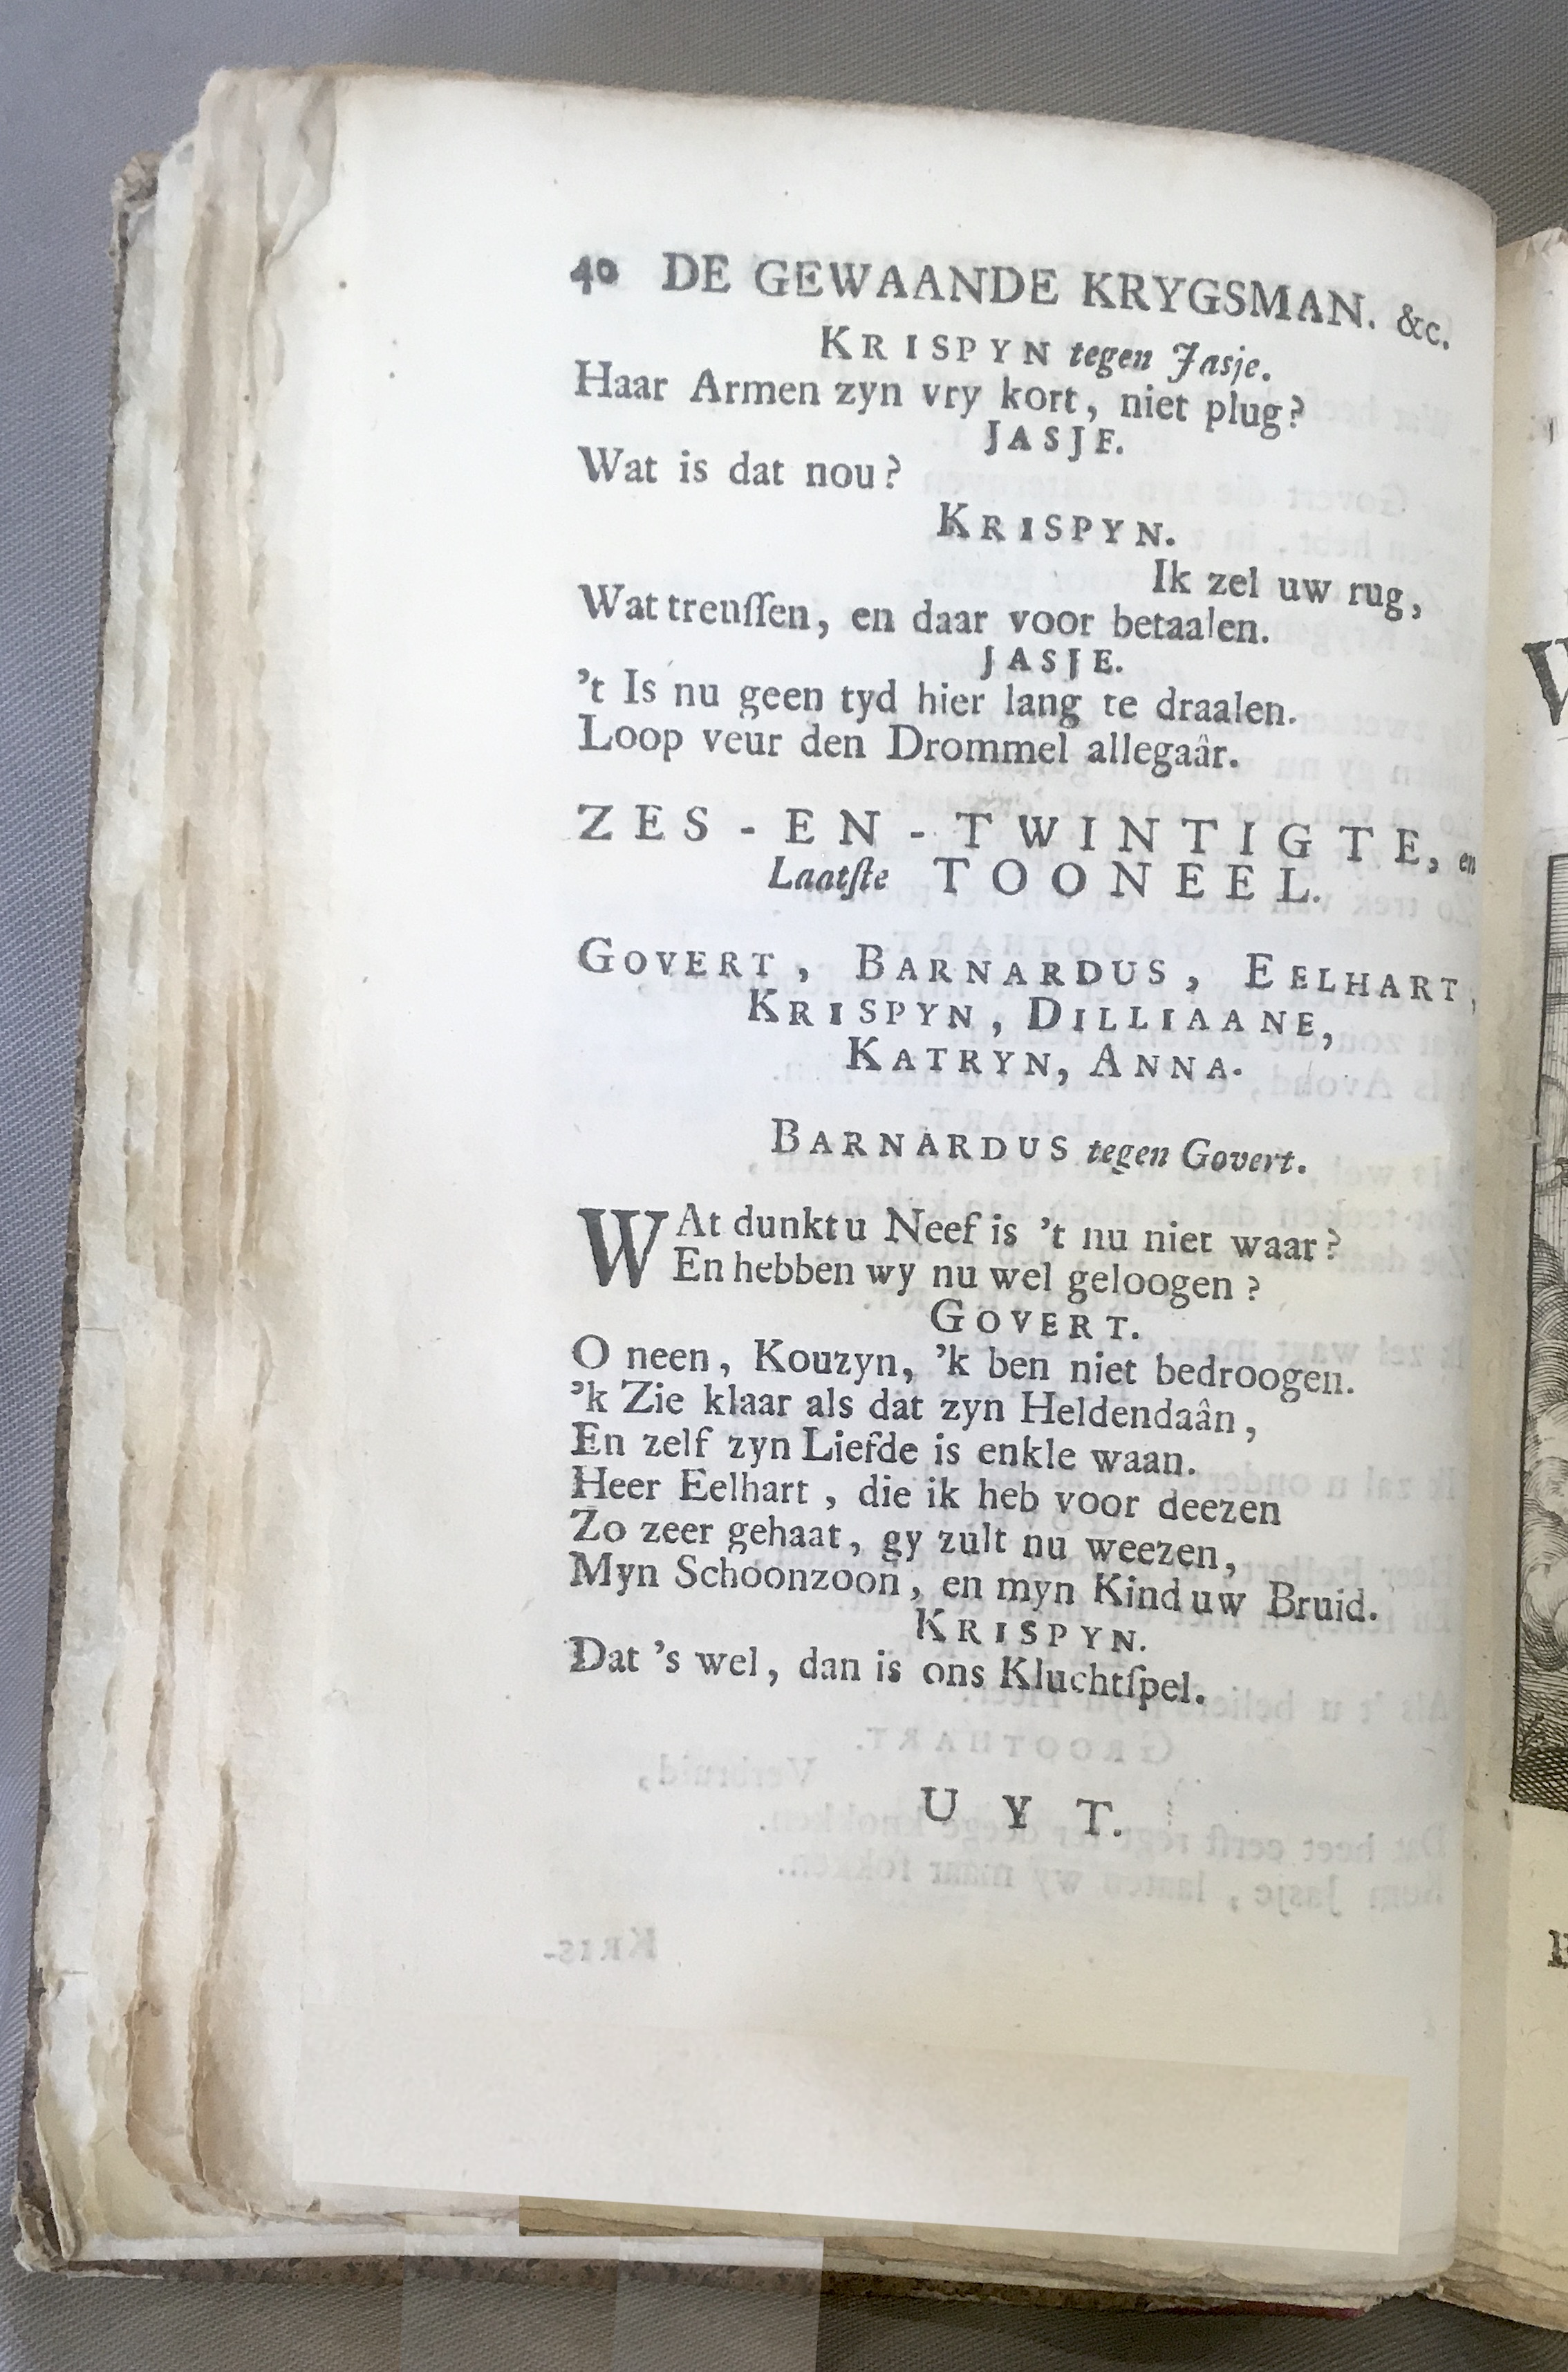 40 DE GEWAANDE KRYGSMAN. &c.
KRISPYN tegen Jasje.
Haar Armen zyn vry kort, niet plug?
JASJE.
Wat is dat nou?
KRISPYN.
Ik zel uw rug,
Wat treuſſen, en daar voor betaalen.
JASJE.
’t Is nu geen tyd hier lang te draalen.
Loop veur den Drommel allegaâr.
ZES-EN-TWINTIGTE, en
Laatſte TOONEEL.
GOVERT, BARNARDUS, EELHART,
KRISPYN, DILLIAANE,
KATRYN, ANNA.
BARNARDUS tegen Govert.
WAt dunkt u Neef is ’t nu niet waar?
En hebben wy nu wel geloogen?
GOVERT.
O neen, Kouzyn, ’k ben niet bedroogen.
’k Zie klaar als dat zyn Heldendaân,
En zelf zyn Liefde is enkle waan.
Heer Eelhart, die ik heb voor deezen
Zo zeer gehaat, gy zult nu weezen,
Myn Schoonzoon, en myn Kind uw Bruid.
KRISPYN.
Dat ’s wel, dan is ons Kluchtſpel.
UYT.